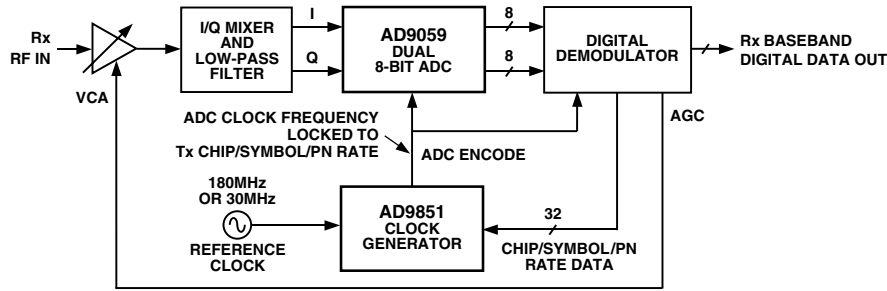 Rx
RF IN
VCA
I/Q MIXER
AND
LOW-PASS
FILTER
I
Q
AD9059
DUAL
8-BIT ADC
8
8
DIGITAL
DEMODULATOR
Rx BASEBAND
DIGITAL DATA OUT
AGC
ADC CLOCK FREQUENCY
LOCKED TO
Tx CHIP/SYMBOL/PN RATE
ADC ENCODE
180MHz
OR 30MHz
REFERENCE
CLOCK
AD9851
CLOCK
GENERATOR
32
CHIP/SYMBOL/PN
RATE DATA